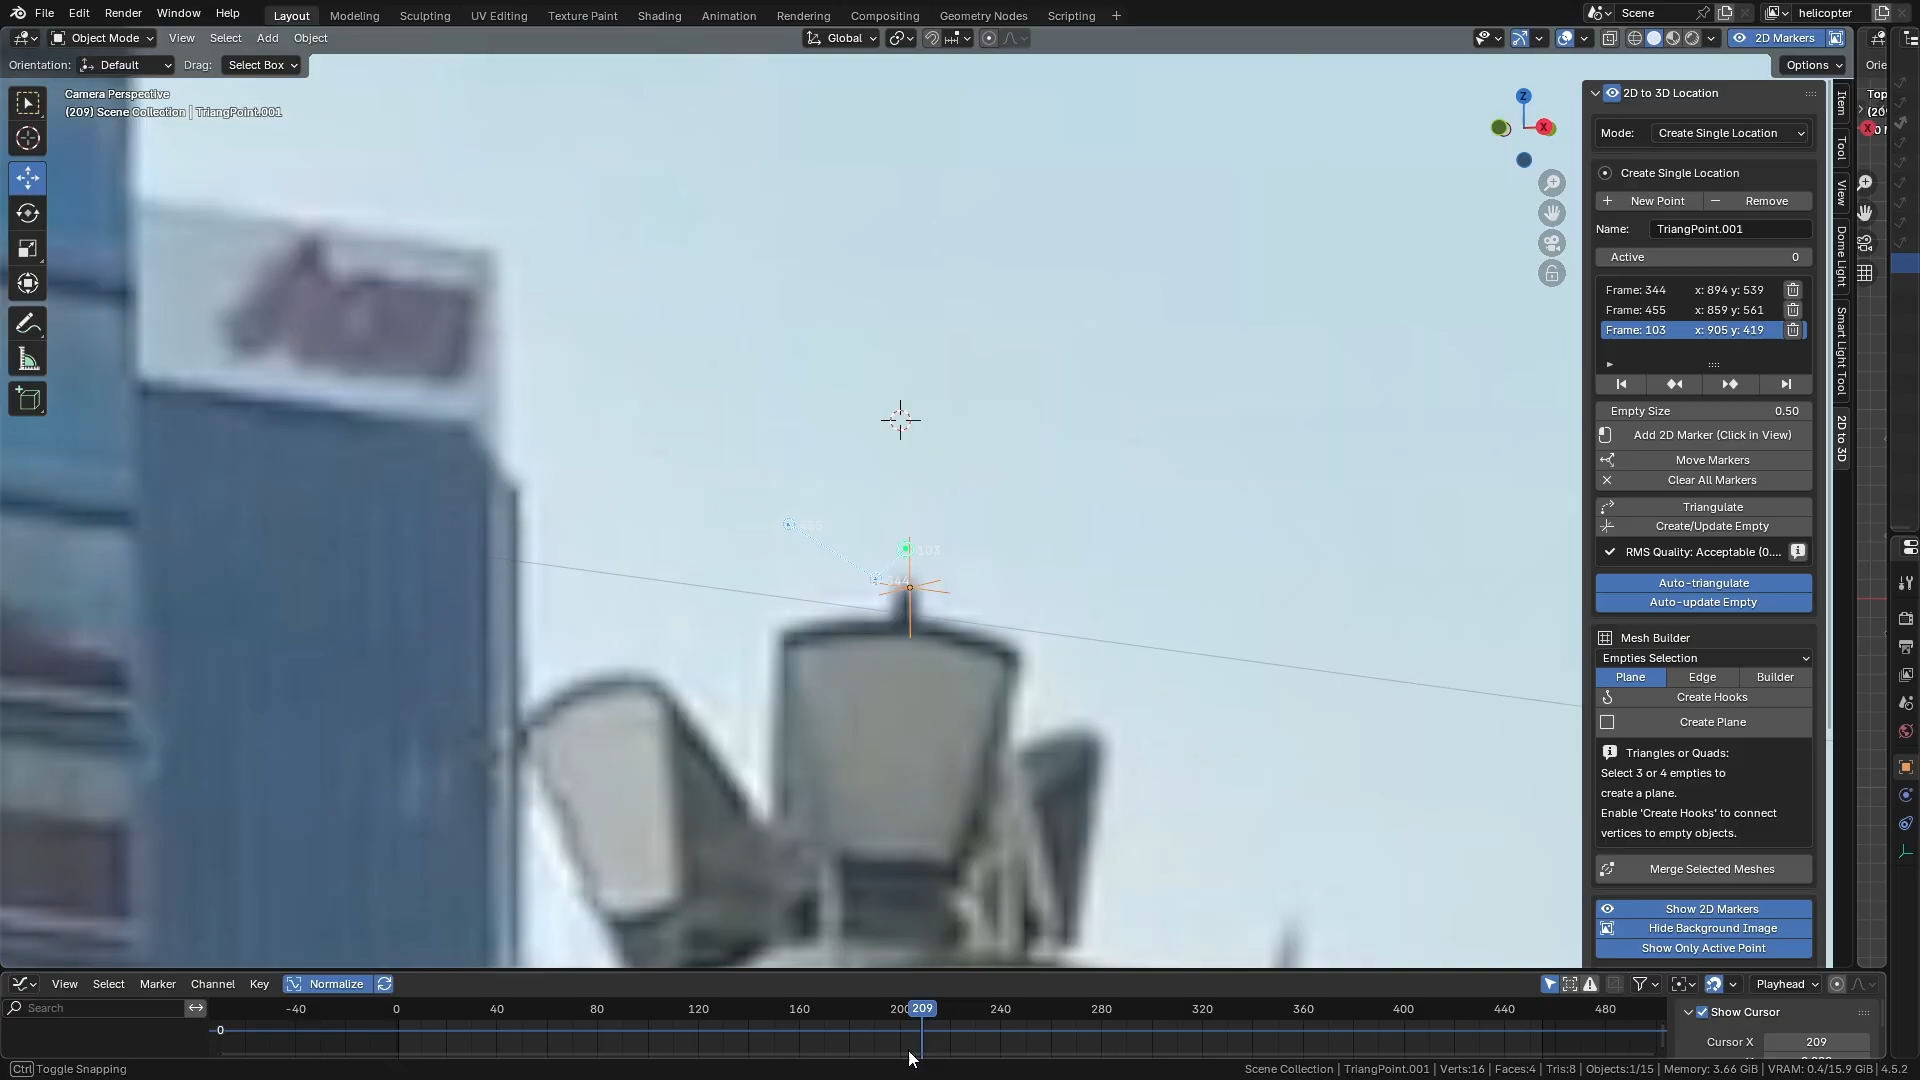 File Edit Render Window Help Layout Modeling Sculpting UV Editing Texture Paint Shading Animation Rendering Compositing Geometry Nodes Scripting + Scene helicopter
Object Mode View Select Add Object Global 2D Markers
Orientation: Default Drag: Select Box Options
Camera Perspective
(209) Scene Collection | TriangPoint.001
Z
X
2D to 3D Location
Mode: Create Single Location
Create Single Location
+ New Point − Remove
Name: TriangPoint.001
Active 0
Frame: 344 x: 894 y: 539
Frame: 455 x: 859 y: 561
Frame: 103 x: 905 y: 419
Empty Size 0.50
Add 2D Marker (Click in View)
Move Markers
Clear All Markers
Triangulate
Create/Update Empty
RMS Quality: Acceptable (0....
Auto-triangulate
Auto-update Empty
Mesh Builder
Empties Selection
Plane Edge Builder
Create Hooks
Create Plane
Triangles or Quads:
Select 3 or 4 empties to
create a plane.
Enable 'Create Hooks' to connect
vertices to empty objects.
Merge Selected Meshes
Show 2D Markers
Hide Background Image
Show Only Active Point
Item
Tool
View
Dome Light
Smart Light Tool
2D to 3D
Orie
Top
(20
X
103
344
View Select Marker Channel Key Normalize Playhead
Search -40 0 40 80 120 160 200 209 240 280 320 360 400 440 480 Show Cursor
0
Cursor X 209
Ctrl Toggle Snapping Scene Collection | TriangPoint.001 | Verts:16 | Faces:4 | Tris:8 | Objects:1/15 | Memory: 3.66 GiB | VRAM: 0.4/15.9 GiB | 4.5.2